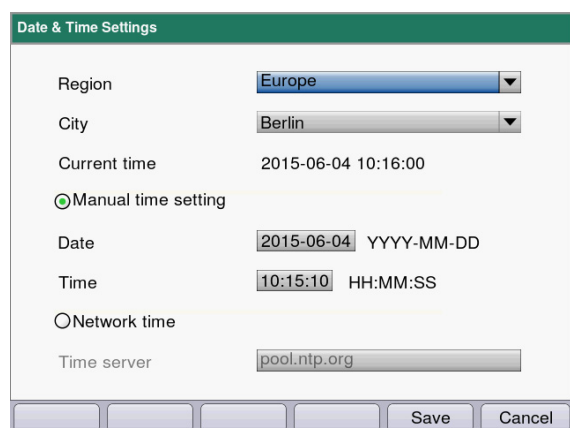 Date & Time Settings
Region Europe
City Berlin
Current time 2015-06-04 10:16:00
Manual time setting
Date 2015-06-04 YYYY-MM-DD
Time 10:15:10 HH:MM:SS
Network time
Time server pool.ntp.org
Save Cancel